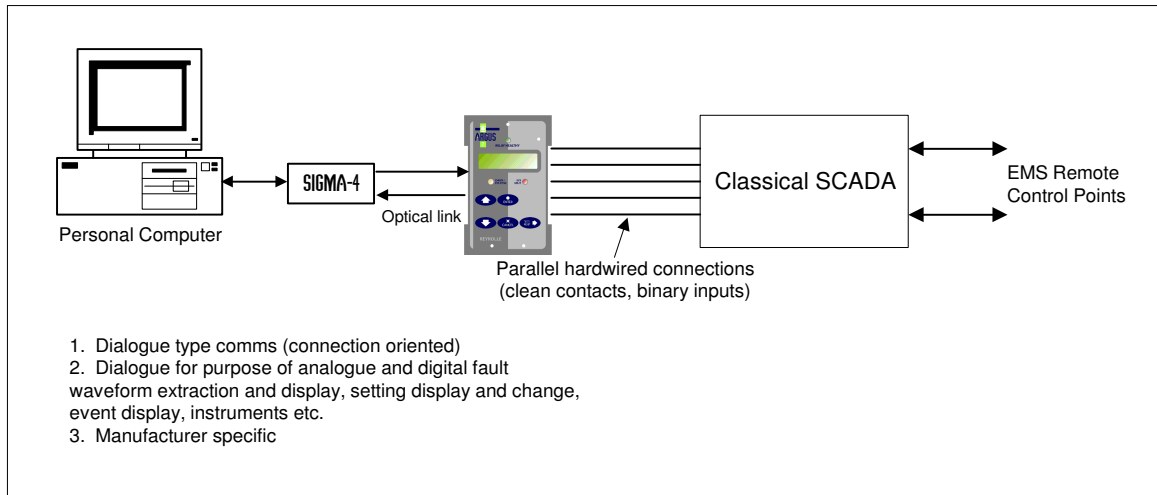 ARGUS
SIGMA-4
Classical SCADA
EMS Remote
Control Points
Optical link
Personal Computer
REYROLLE
Parallel hardwired connections
(clean contacts, binary inputs)
1. Dialogue type comms (connection oriented)
2. Dialogue for purpose of analogue and digital fault
waveform extraction and display, setting display and change,
event display, instruments etc.
3. Manufacturer specific